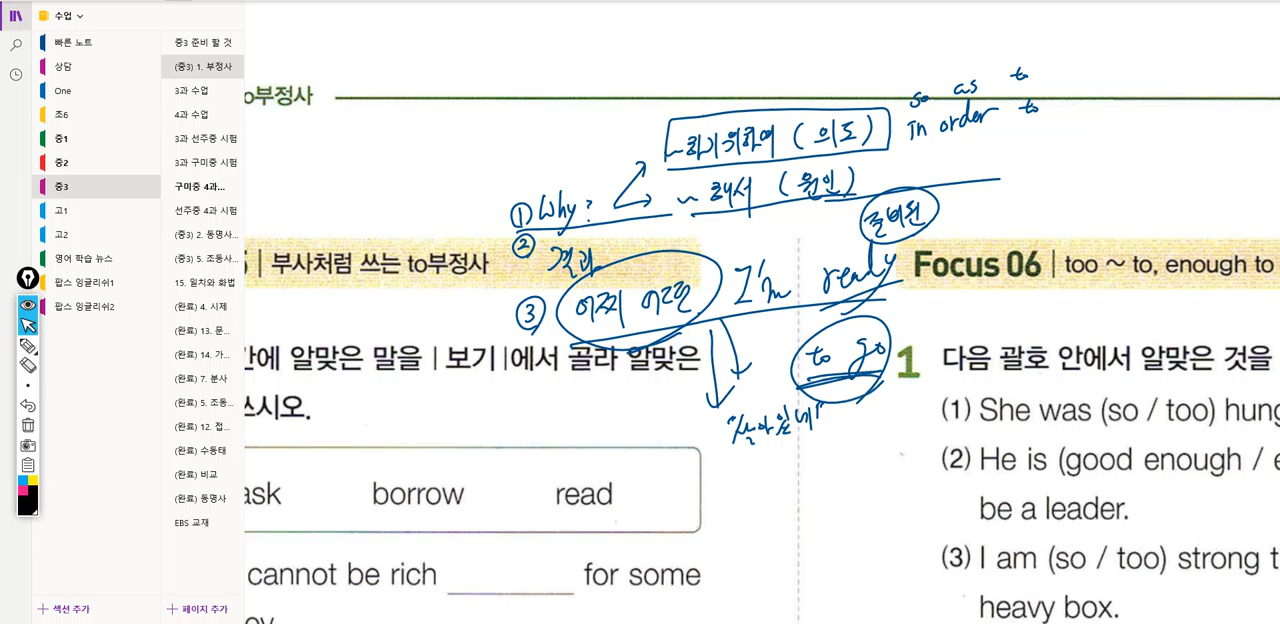 수업
빠른 노트
상담
One
초6
중1
중2
중3
고1
고2
영어 학습 뉴스
팝스 잉글리쉬1
팝스 잉글리쉬2
섹션 추가
중3 준비 할 것
(중3) 1. 부정사
3과 수업
4과 수업
3과 선주중 시험
3과 구미중 시험
구미중 4과...
선주중 4과 시험
(중3) 2. 동명사...
(중3) 5. 조동사...
15. 일치와 화법
(완료) 4. 시제
(완료) 13. 문...
(완료) 14. 가...
(완료) 7. 분사
(완료) 5. 조동...
(완료) 12. 접...
(완료) 수동태
(완료) 비교
(완료) 동명사
EBS 교재
페이지 추가
to부정사
so as to
in order to
~하기위하여 (의도)
~해서 (원인)
① Why?
② 결과
③ 어찌 어떤
I'm ready
준비된
to go
"살아있네"
부사처럼 쓰는 to부정사
간에 알맞은 말을 | 보기 |에서 골라 알맞은
쓰시오.
ask borrow read
cannot be rich ______ for some
Focus 06 | too ~ to, enough to
1 다음 괄호 안에서 알맞은 것을
(1) She was (so / too) hung
(2) He is (good enough / e
be a leader.
(3) I am (so / too) strong t
heavy box.